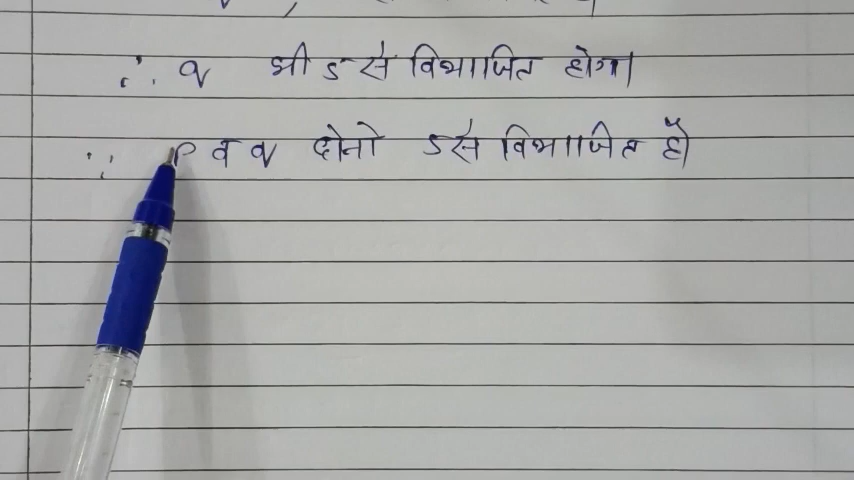 ∴ q भी 5 से विभाजित होगा
∵ P व q दोनो 5 से विभाजित है